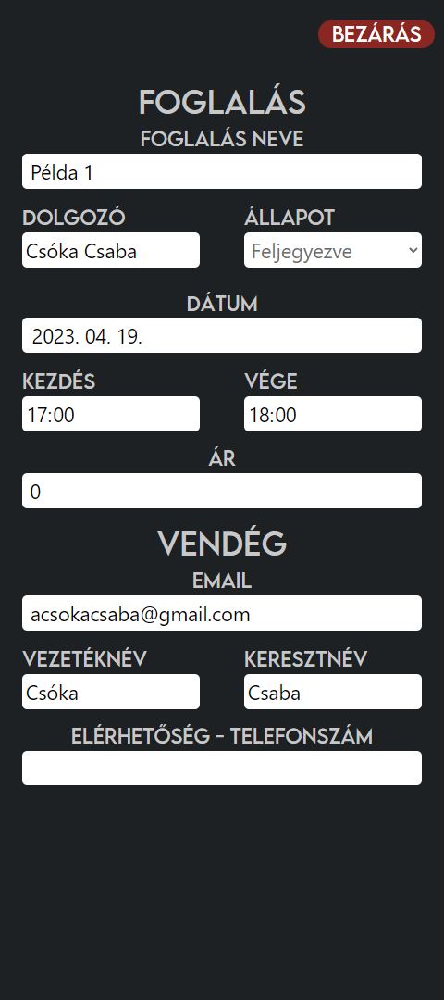 BEZÁRÁS
FOGLALÁS
FOGLALÁS NEVE
Példa 1
DOLGOZÓ ÁLLAPOT
Csóka Csaba Feljegyezve
DÁTUM
2023. 04. 19.
KEZDÉS VÉGE
17:00 18:00
ÁR
0
VENDÉG
EMAIL
acsokacsaba@gmail.com
VEZETÉKNÉV KERESZTNÉV
Csóka Csaba
ELÉRHETŐSÉG - TELEFONSZÁM